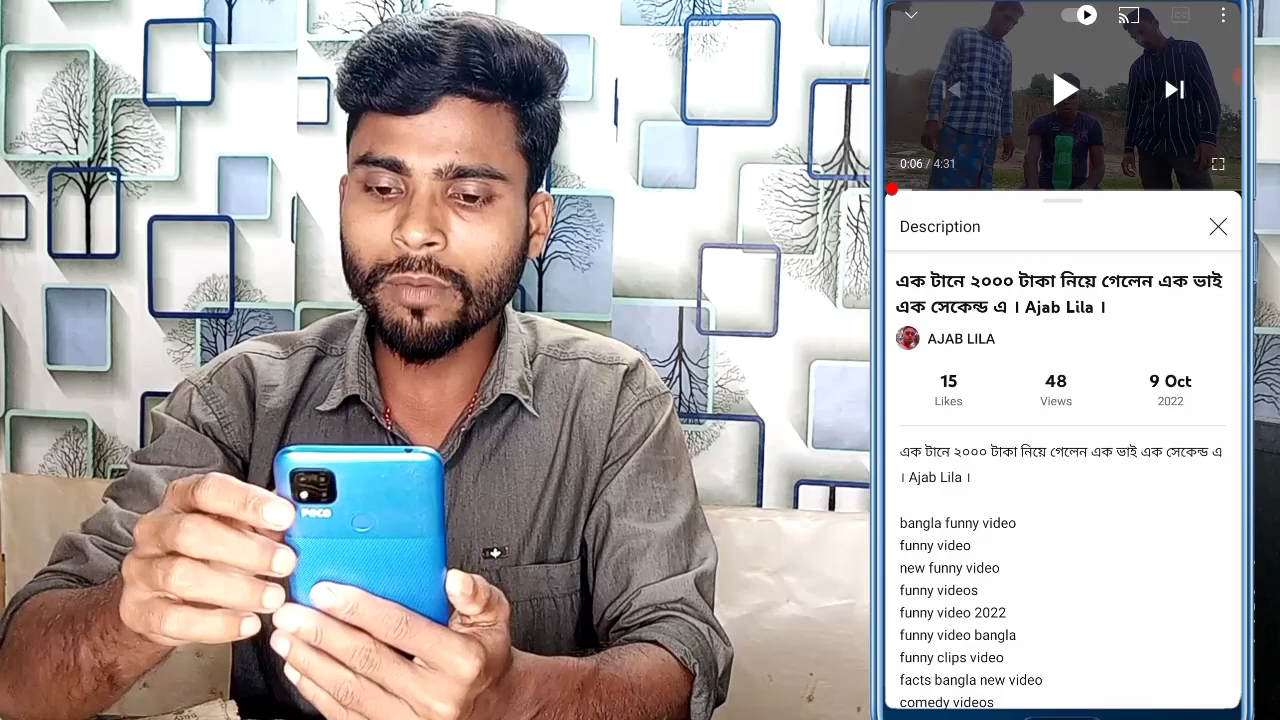 POCO
0:06 / 4:31
Description
এক টানে ২০০০ টাকা নিয়ে গেলেন এক ভাই
এক সেকেন্ড এ । Ajab Lila ।
AJAB LILA
15 48 9 Oct
Likes Views 2022
এক টানে ২০০০ টাকা নিয়ে গেলেন এক ভাই এক সেকেন্ড এ
। Ajab Lila ।
bangla funny video
funny video
new funny video
funny videos
funny video 2022
funny video bangla
funny clips video
facts bangla new video
comedy videos